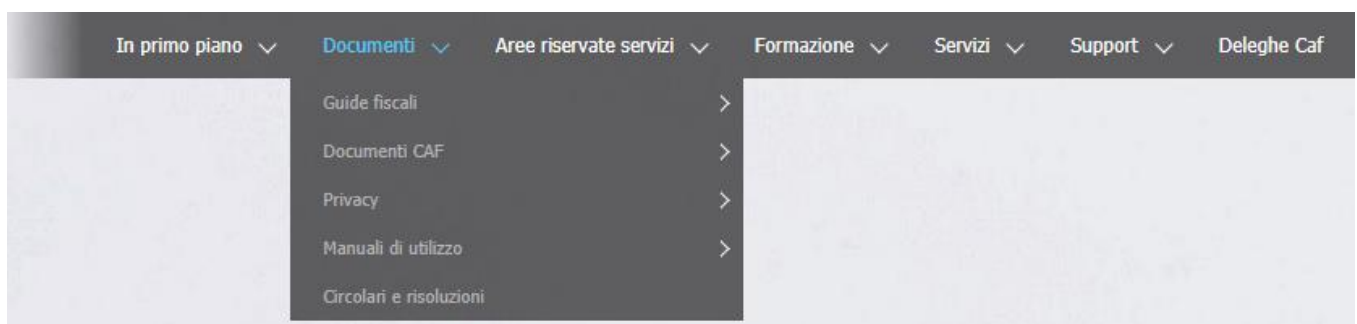 In primo piano Documenti Aree riservate servizi Formazione Servizi Support Deleghe Caf
Guide fiscali
Documenti CAF
Privacy
Manuali di utilizzo
Circolari e risoluzioni